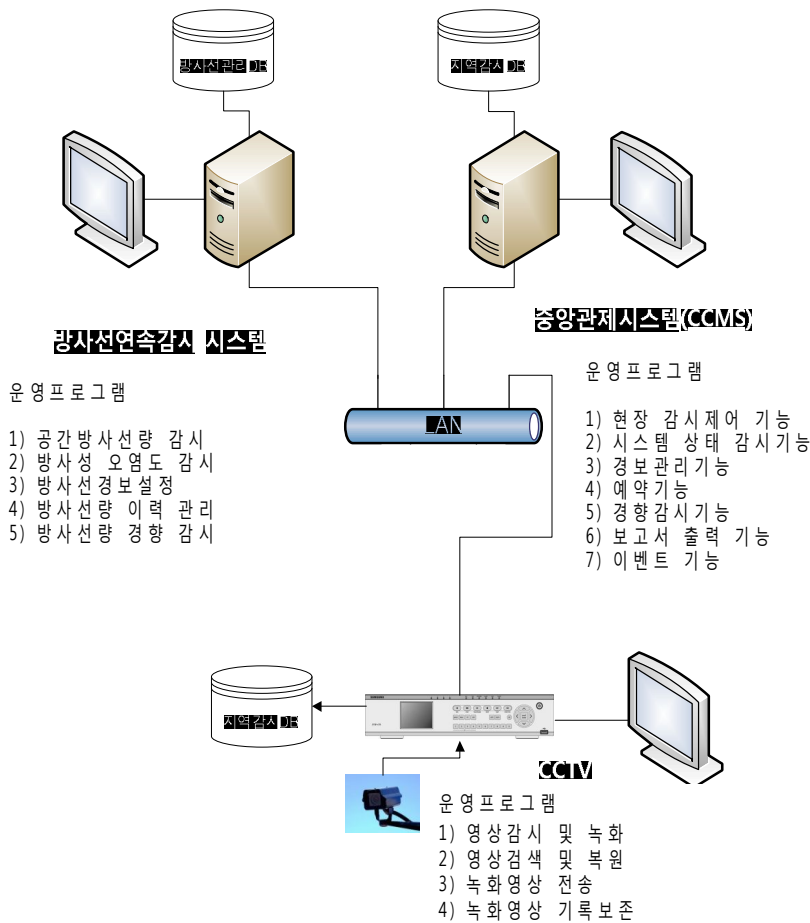 방사선관리 DB
지역감시 DB
방사선연속감시 시스템
운영프로그램
1) 공간방사선량 감시
2) 방사성 오염도 감시
3) 방사선경보설정
4) 방사선량 이력 관리
5) 방사선량 경향 감시
중앙관제시스템(CCMS)
운영프로그램
1) 현장 감시제어 기능
2) 시스템 상태 감시기능
3) 경보관리기능
4) 예약기능
5) 경향감시기능
6) 보고서 출력 기능
7) 이벤트 기능
LAN
지역감시DB
CCTV
운영프로그램
1) 영상감시 및 녹화
2) 영상검색 및 복원
3) 녹화영상 전송
4) 녹화영상 기록보존